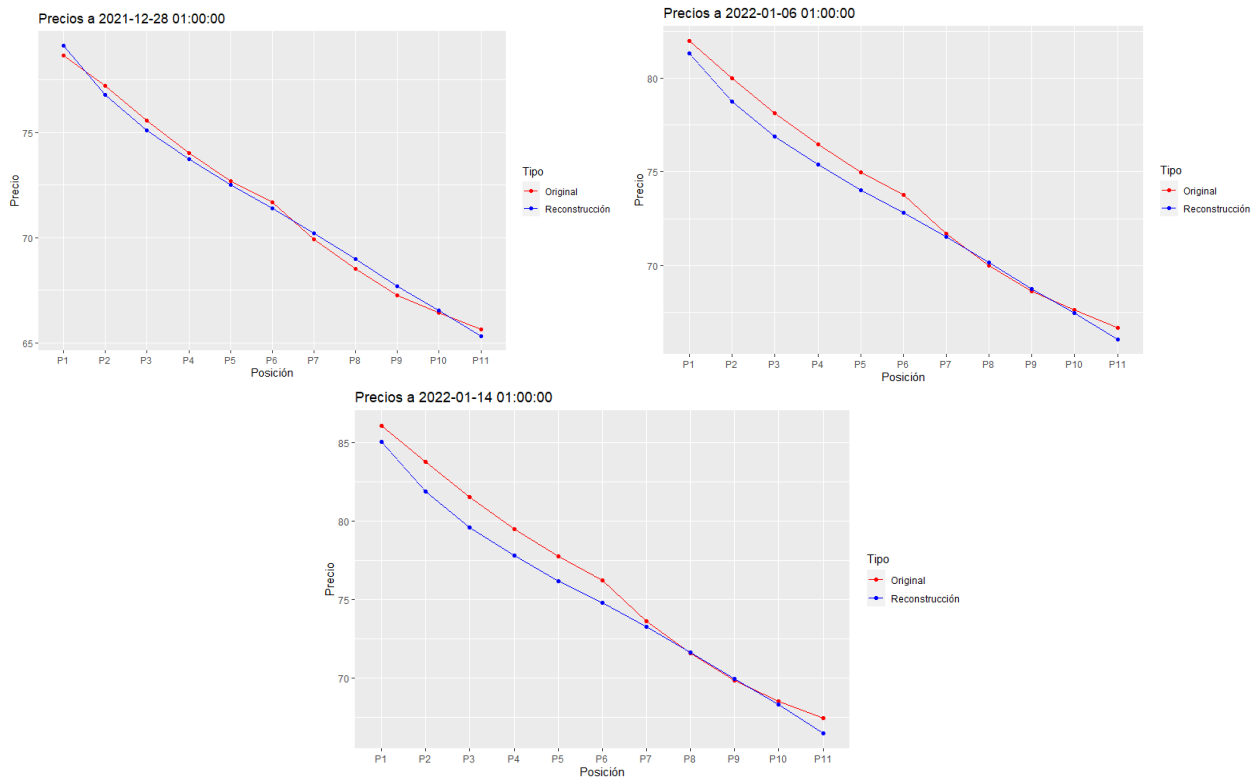 Precios a 2021-12-28 01:00:00
Precio
75
70
65
P1 P2 P3 P4 P5 P6 P7 P8 P9 P10 P11
Posición
Tipo
Original
Reconstrucción
Precios a 2022-01-06 01:00:00
Precio
80
75
70
P1 P2 P3 P4 P5 P6 P7 P8 P9 P10 P11
Posición
Tipo
Original
Reconstrucción
Precios a 2022-01-14 01:00:00
Precio
85
80
75
70
P1 P2 P3 P4 P5 P6 P7 P8 P9 P10 P11
Posición
Tipo
Original
Reconstrucción